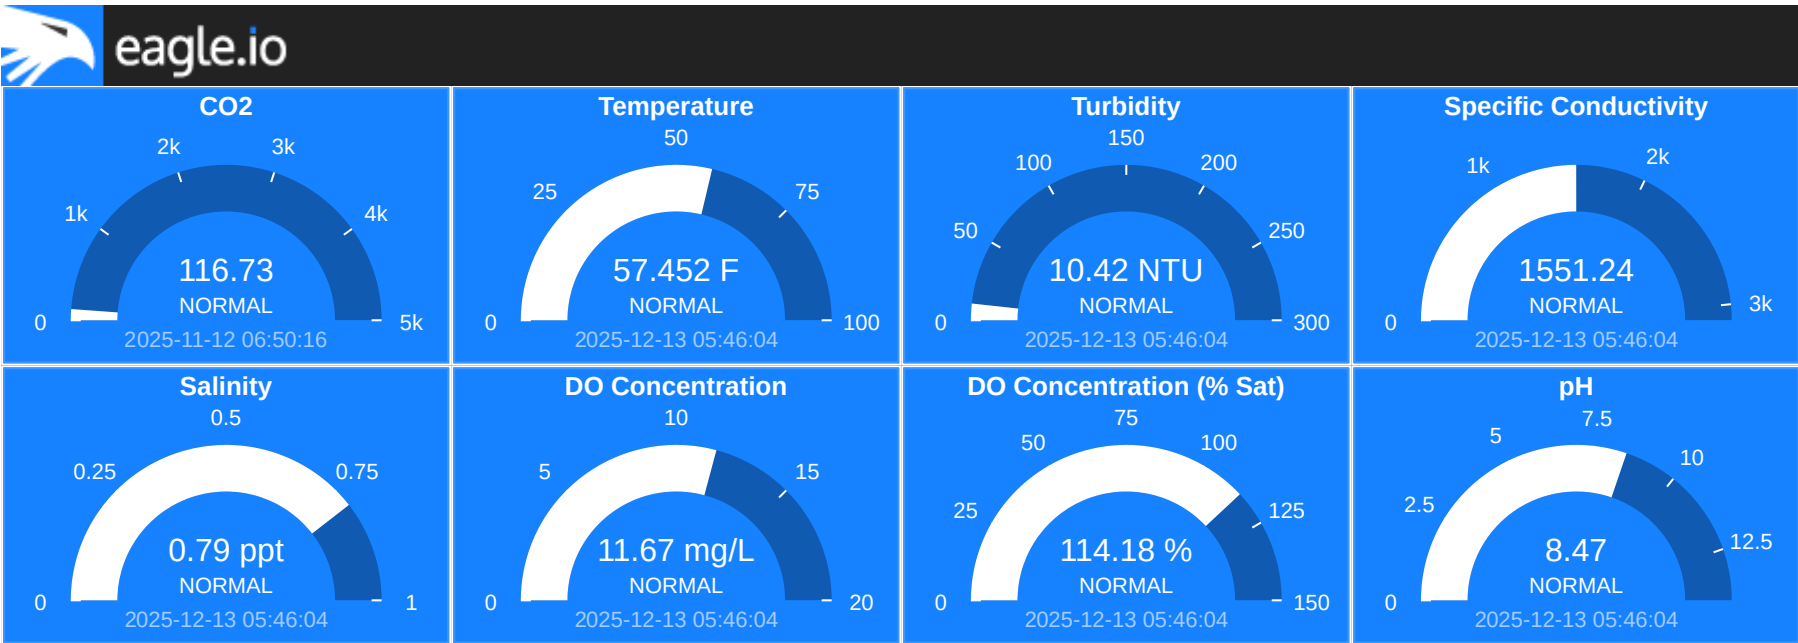 eagle.io
CO2
0
1k
2k
3k
4k
5k
116.73
NORMAL
2025-11-12 06:50:16
Temperature
0
25
50
75
100
57.452 F
NORMAL
2025-12-13 05:46:04
Turbidity
0
50
100
150
200
250
300
10.42 NTU
NORMAL
2025-12-13 05:46:04
Specific Conductivity
0
1k
2k
3k
1551.24
NORMAL
2025-12-13 05:46:04
Salinity
0
0.25
0.5
0.75
1
0.79 ppt
NORMAL
2025-12-13 05:46:04
DO Concentration
0
5
10
15
20
11.67 mg/L
NORMAL
2025-12-13 05:46:04
DO Concentration (% Sat)
0
25
50
75
100
125
150
114.18 %
NORMAL
2025-12-13 05:46:04
pH
0
2.5
5
7.5
10
12.5
8.47
NORMAL
2025-12-13 05:46:04